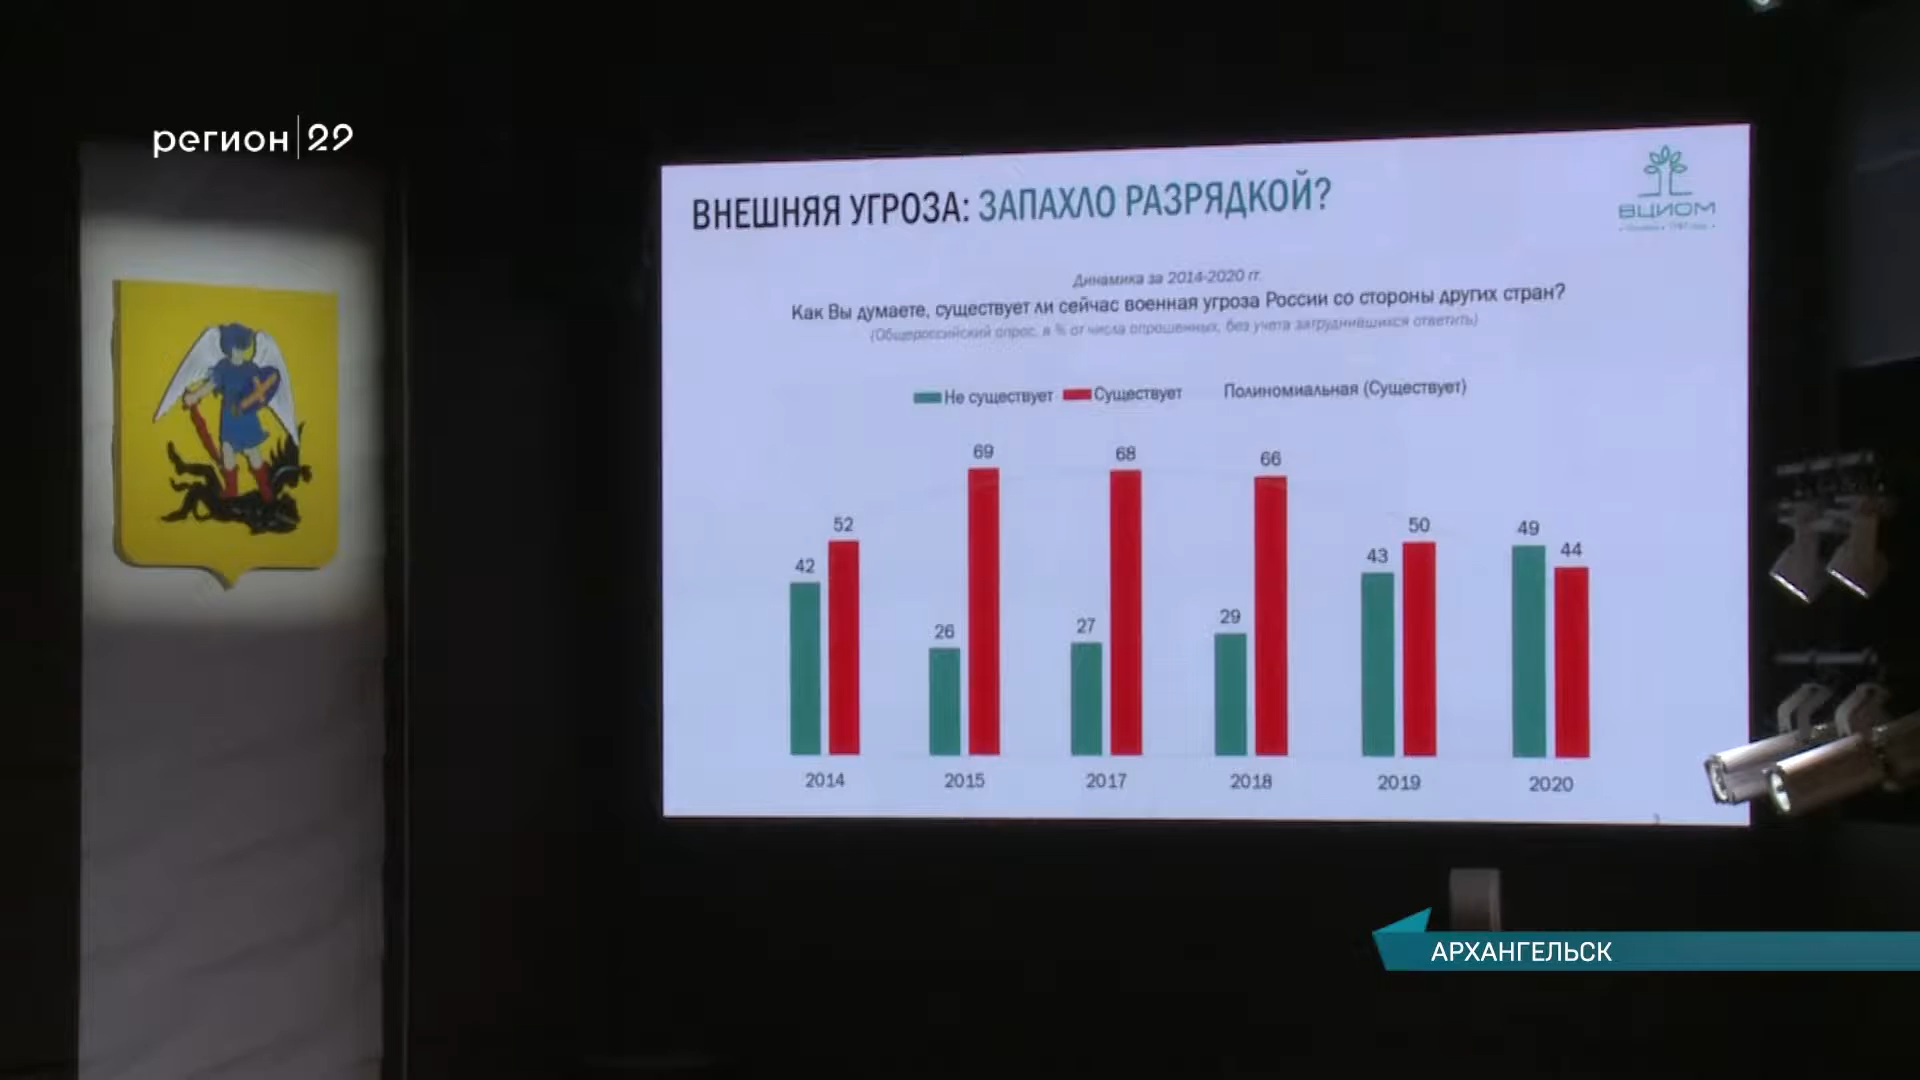 регион|29
ВНЕШНЯЯ УГРОЗА: ЗАПАХЛО РАЗРЯДКОЙ?
ВЦИОМ
Динамика за 2014-2020 гг.
Как Вы думаете, существует ли сейчас военная угроза России со стороны других стран?
(Общероссийский опрос, в % от числа опрошенных, без учета затруднившихся ответить)
Не существует Существует Полиномиальная (Существует)
42 52 26 69 27 68 29 66 43 50 49 44
2014 2015 2017 2018 2019 2020
3
АРХАНГЕЛЬСК